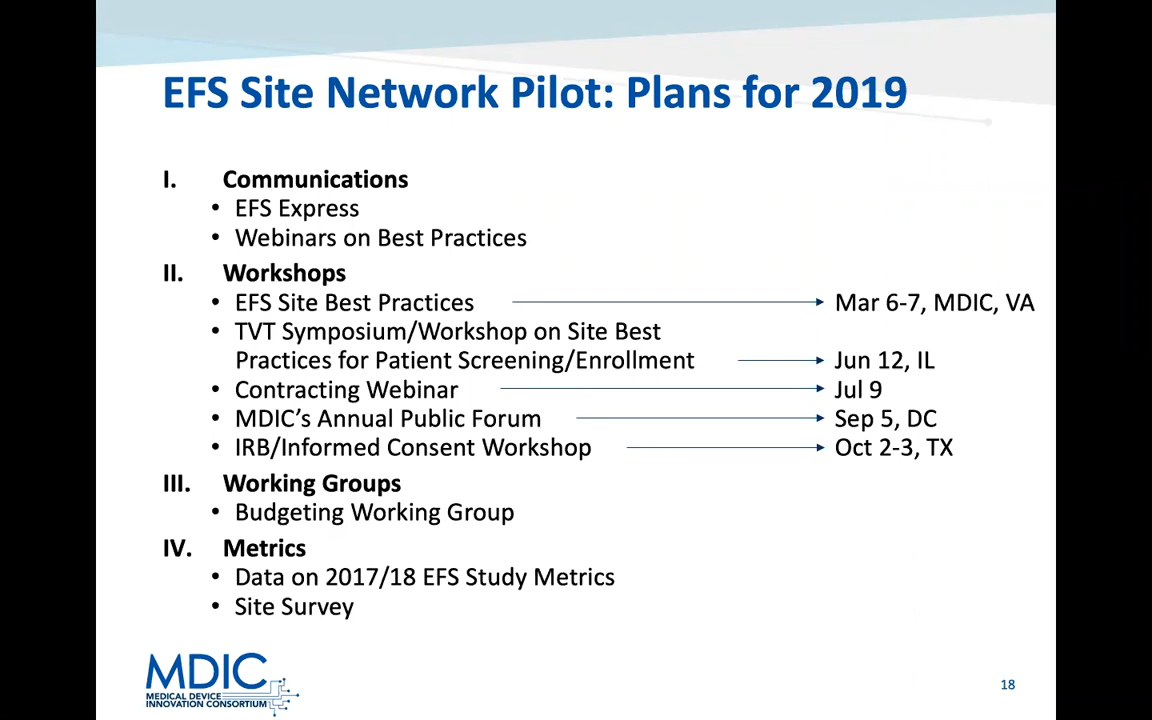 EFS Site Network Pilot: Plans for 2019
I. Communications
• EFS Express
• Webinars on Best Practices
II. Workshops
• EFS Site Best Practices Mar 6-7, MDIC, VA
• TVT Symposium/Workshop on Site Best
Practices for Patient Screening/Enrollment Jun 12, IL
• Contracting Webinar Jul 9
• MDIC’s Annual Public Forum Sep 5, DC
• IRB/Informed Consent Workshop Oct 2-3, TX
III. Working Groups
• Budgeting Working Group
IV. Metrics
• Data on 2017/18 EFS Study Metrics
• Site Survey
MDIC
MEDICAL DEVICE
INNOVATION CONSORTIUM
18